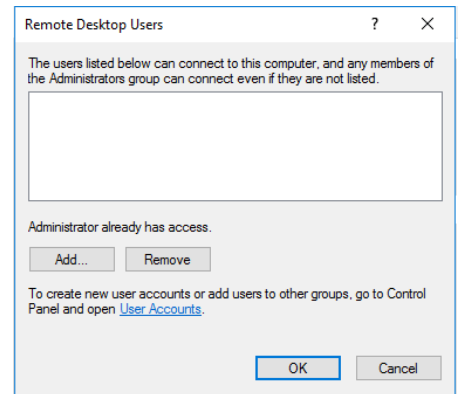 Remote Desktop Users ?
The users listed below can connect to this computer, and any members of
the Administrators group can connect even if they are not listed.
Administrator already has access.
Add... Remove
To create new user accounts or add users to other groups, go to Control
Panel and open User Accounts.
OK Cancel